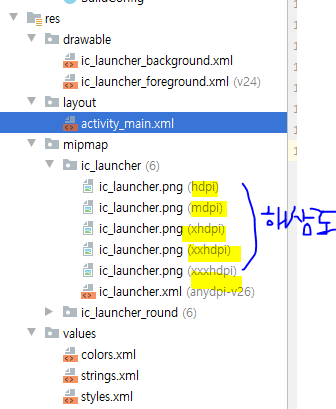 res
drawable
ic_launcher_background.xml
ic_launcher_foreground.xml (v24)
layout
activity_main.xml
mipmap
ic_launcher (6)
ic_launcher.png (hdpi)
ic_launcher.png (mdpi)
ic_launcher.png (xhdpi)
ic_launcher.png (xxhdpi)
ic_launcher.png (xxxhdpi)
해상도
ic_launcher.xml (anydpi-v26)
ic_launcher_round (6)
values
colors.xml
strings.xml
styles.xml